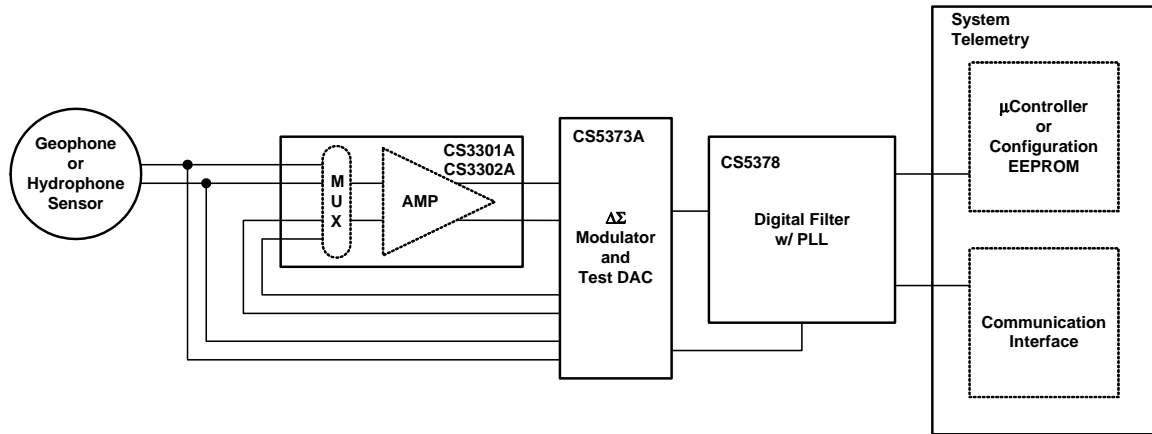 Geophone
or
Hydrophone
Sensor
CS3301A
CS3302A
M
U
X
AMP
CS5373A
ΔΣ
Modulator
and
Test DAC
CS5378
Digital Filter
w/ PLL
System
Telemetry
μController
or
Configuration
EEPROM
Communication
Interface